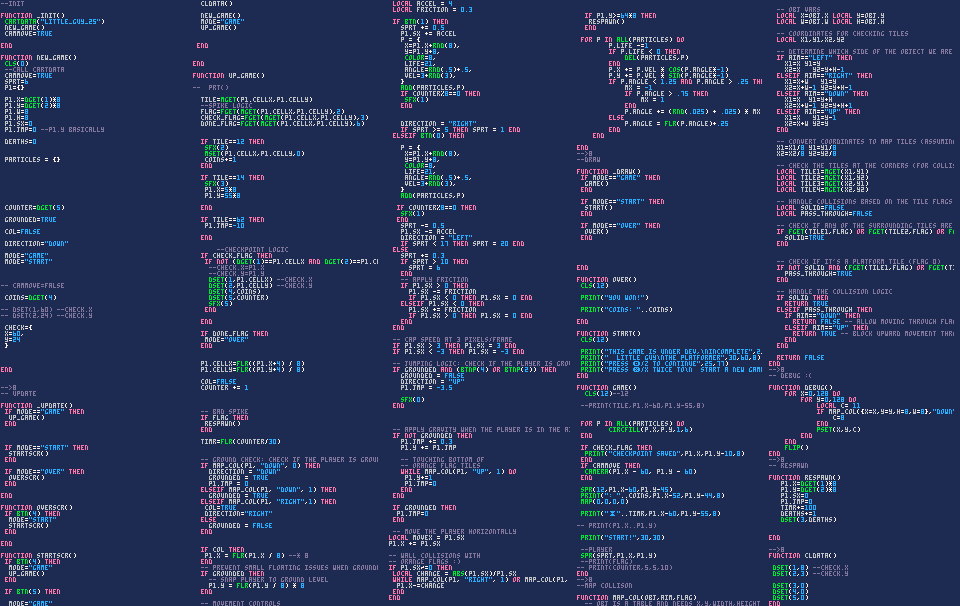 --INIT
FUNCTION _INIT()
CARTDATA("LITTLE_GUY_25")
NEW_GAME()
CANMOVE=TRUE
END
FUNCTION NEW_GAME()
CLS(0)
--CALL CARTDATA
CANMOVE=TRUE
SPRT=6
P1={}
P1.X=DGET(1)*8
P1.Y=DGET(2)*8
P1.W=8
P1.H=8
P1.SX=0
P1.IMP=0 --P1.Y BASICALLY
DEATHS=0
PARTICLES = {}
COUNTER=DGET(5)
GROUNDED=TRUE
COL=FALSE
DIRECTION="DOWN"
MODE="GAME"
MODE="START"
-- CANMOVE=FALSE
COINS=DGET(4)
-- DSET(1,60) --CHECK.X
-- DSET(2,24) --CHECK.Y
CHECK={
X=60,
Y=24
}
END
-->8
-- UPDATE
FUNCTION _UPDATE()
IF MODE=="GAME" THEN
UP_GAME()
END
IF MODE=="START" THEN
STARTSCR()
END
IF MODE=="OVER" THEN
OVERSCR()
END
END
FUNCTION OVERSCR()
IF BTN(4) THEN
MODE="START"
STARTSCR()
END
END
FUNCTION STARTSCR()
IF BTN(4) THEN
MODE="GAME"
UP_GAME()
END
IF BTN(5) THEN
MODE="GAME"
CLDATA()
NEW_GAME()
MODE="GAME"
UP_GAME()
END
END
FUNCTION UP_GAME()
-- PRT()
TILE=MGET(P1.CELLX,P1.CELLY)
--SPIKE LOGIC
FLAG=FGET(MGET(P1.CELLX,P1.CELLY),2)
CHECK_FLAG=FGET(MGET(P1.CELLX,P1.CELLY),3)
DONE_FLAG=FGET(MGET(P1.CELLX,P1.CELLY),6)
IF TILE==12 THEN
SFX(2)
MSET(P1.CELLX,P1.CELLY,0)
COINS+=1
END
IF TILE==14 THEN
SFX(3)
P1.X=5*8
P1.Y=55*8
END
IF TILE==62 THEN
P1.IMP=-10
END
--CHECKPOINT LOGIC
IF CHECK_FLAG THEN
IF NOT (DGET(1)==P1.CELLX AND DGET(2)==P1.C
--CHECK.X=P1.X
--CHECK.Y=P1.Y
DSET(1,P1.CELLX) --CHECK.X
DSET(2,P1.CELLY) --CHECK.Y
DSET(4,COINS)
DSET(5,COUNTER)
SFX(5)
END
END
IF DONE_FLAG THEN
MODE="OVER"
END
P1.CELLX=FLR((P1.X+4) / 8)
P1.CELLY=FLR((P1.Y+4) / 8)
COL=FALSE
COUNTER += 1
-- BAD SPIKE
IF FLAG THEN
RESPAWN()
END
TIMR=FLR(COUNTER/30)
-- GROUND CHECK: CHECK IF THE PLAYER IS GROU
IF MAP_COL(P1, "DOWN", 0) THEN
DIRECTION = "DOWN"
GROUNDED = TRUE
P1.IMP = 0
ELSEIF MAP_COL(P1, "DOWN", 1) THEN
GROUNDED = TRUE
ELSEIF MAP_COL(P1, "RIGHT",1) THEN
COL=TRUE
DIRECTION="RIGHT"
ELSE
GROUNDED = FALSE
END
IF COL THEN
P1.X = FLR(P1.X / 8) --X 8
END
-- PREVENT SMALL FLOATING ISSUES WHEN GROUND
IF GROUNDED THEN
-- SNAP PLAYER TO GROUND LEVEL
P1.Y = FLR(P1.Y / 8) * 8
END
-- MOVEMENT CONTROLS
LOCAL ACCEL = 4
LOCAL FRICTION = 0.3
IF BTN(1) THEN
SPRT += 0.5
P1.SX += ACCEL
P = {
X=P1.X+RND(8),
Y=P1.Y+8,
COLOR=8,
LIFE=21,
ANGLE=RND(.5)+.5,
VEL=3+RND(5),
}
ADD(PARTICLES,P)
IF COUNTER%8==0 THEN
SFX(1)
END
DIRECTION = "RIGHT"
IF SPRT >= 5 THEN SPRT = 1 END
ELSEIF BTN(0) THEN
P = {
X=P1.X+RND(8),
Y=P1.Y+8,
COLOR=8,
LIFE=21,
ANGLE=RND(.5)+.5,
VEL=3+RND(5),
}
ADD(PARTICLES,P)
IF COUNTER%8==0 THEN
SFX(1)
END
SPRT -= 0.5
P1.SX -= ACCEL
DIRECTION = "LEFT"
IF SPRT < 17 THEN SPRT = 20 END
ELSE
SPRT += 0.3
IF SPRT > 10 THEN
SPRT = 6
END
-- APPLY FRICTION
IF P1.SX > 0 THEN
P1.SX -= FRICTION
IF P1.SX < 0 THEN P1.SX = 0 END
ELSEIF P1.SX < 0 THEN
P1.SX += FRICTION
IF P1.SX > 0 THEN P1.SX = 0 END
END
END
-- CAP SPEED AT 3 PIXELS/FRAME
IF P1.SX > 3 THEN P1.SX = 3 END
IF P1.SX < -3 THEN P1.SX = -3 END
-- JUMPING LOGIC: CHECK IF THE PLAYER IS GROU
IF GROUNDED AND (BTNP(4) OR BTNP(2)) THEN
GROUNDED = FALSE
DIRECTION = "UP"
P1.IMP = -3.5
SFX(0)
END
-- APPLY GRAVITY WHEN THE PLAYER IS IN THE AI
IF NOT GROUNDED THEN
P1.IMP += 0.3
P1.Y += P1.IMP
-- TOUCHING BOTTOM OF
-- ORANGE FLAG TILES
WHILE MAP_COL(P1, "UP", 1) DO
P1.Y+=1
P1.IMP=0
END
END
IF GROUNDED THEN
P1.IMP=0
END
-- MOVE THE PLAYER HORIZONTALLY
LOCAL MOVEX = P1.SX
P1.X += P1.SX
-- WALL COLLISIONS WITH
-- ORANGE FLAGS :)
IF P1.SX~=0 THEN
LOCAL CHANGE = ABS(P1.SX)/P1.SX
WHILE MAP_COL(P1, "RIGHT", 1) OR MAP_COL(P1,
P1.X-=CHANGE
END
END
IF P1.Y>=64*8 THEN
RESPAWN()
END
FOR P IN ALL(PARTICLES) DO
P.LIFE -=1
IF P.LIFE < 0 THEN
DEL(PARTICLES,P)
END
P.X += P.VEL * COS(P.ANGLE*-1)
P.Y += P.VEL * SIN(P.ANGLE*-1)
IF P.ANGLE < 1.25 AND P.ANGLE > .25 TH
MX = -1
IF P.ANGLE > .75 THEN
MX = 1
END
P.ANGLE += (RND(.025) + .025) * MX
ELSE
P.ANGLE = FLR(P.ANGLE)+.25
END
END
END
-->8
--DRAW
FUNCTION _DRAW()
IF MODE=="GAME" THEN
GAME()
END
IF MODE=="START" THEN
START()
END
IF MODE=="OVER" THEN
OVER()
END
END
FUNCTION OVER()
CLS(12)
PRINT("YOU WON!")
PRINT("COINS: "..COINS)
END
FUNCTION START()
CLS(12)
PRINT("THIS GAME IS UNDER DEV.\NINCOMPLETE",2,
PRINT("  LITTLE GUY\NTHE PLATFORMER",30,60,8)
PRINT("PRESS 🅾️/Z TO CONTINUE",25,77)
PRINT("PRESS ❎/X TWICE TO\N  START A NEW GAME
END
FUNCTION GAME()
CLS(12)--12
--PRINT(TILE,P1.X-60,P1.Y-55,8)
FOR P IN ALL(PARTICLES) DO
CIRCFILL(P.X,P.Y,1,6)
END
IF CHECK_FLAG THEN
PRINT("CHECKPOINT SAVED",P1.X,P1.Y-10,8)
END
IF CANMOVE THEN
CAMERA(P1.X - 60, P1.Y - 60)
END
SPR(12,P1.X-60,P1.Y-45)
PRINT(": "..COINS,P1.X-52,P1.Y-44,8)
MAP(0,0,0,0)
PRINT("⧗"..TIMR,P1.X-60,P1.Y-55,8)
-- PRINT(P1.X..P1.Y)
PRINT("START!",30,30)
--PLAYER
SPR(SPRT,P1.X,P1.Y)
--PRINT(FLAG)
-- PRINT(COUNTER,5,5,10)
END
-->8
--MAP COLLISON
FUNCTION MAP_COL(OBJ,AIM,FLAG)
-- OBJ IS A TABLE AND NEEDS X,Y,WIDTH,HEIGHT
-- OBJ VARS
LOCAL X=OBJ.X LOCAL Y=OBJ.Y
LOCAL W=OBJ.W LOCAL H=OBJ.H
-- COORDINATES FOR CHECKING TILES
LOCAL X1,Y1,X2,Y2
-- DETERMINE WHICH SIDE OF THE OBJECT WE ARE
IF AIM=="LEFT" THEN
X1=X-1 Y1=Y
X2=X Y2=Y+H-1
ELSEIF AIM=="RIGHT" THEN
X1=X+W Y1=Y
X2=X+W-1 Y2=Y+H-1
ELSEIF AIM=="DOWN" THEN
X1=X Y1=Y+H
X2=X+W-1 Y2=Y+H-1
ELSEIF AIM=="UP" THEN
X1=X Y1=Y-1
X2=X+W-1 Y2=Y
END
-- CONVERT COORDINATES TO MAP TILES (ASSUMIN
X1=X1/8 Y1=Y1/8
X2=X2/8 Y2=Y2/8
-- CHECK THE TILES AT THE CORNERS (FOR COLLI
LOCAL TILE1=MGET(X1,Y1)
LOCAL TILE2=MGET(X1,Y2)
LOCAL TILE3=MGET(X2,Y1)
LOCAL TILE4=MGET(X2,Y2)
-- HANDLE COLLISIONS BASED ON THE TILE FLAGS
LOCAL SOLID=FALSE
LOCAL PASS_THROUGH=FALSE
-- CHECK IF ANY OF THE SURROUNDING TILES ARE
IF FGET(TILE1,FLAG) OR FGET(TILE2,FLAG) OR F
SOLID=TRUE
END
-- CHECK IF IT'S A PLATFORM TILE (FLAG 0)
IF NOT SOLID AND (FGET(TILE1,FLAG) OR FGET(T
PASS_THROUGH=TRUE
END
-- HANDLE THE COLLISION LOGIC
IF SOLID THEN
RETURN TRUE
ELSEIF PASS_THROUGH THEN
IF AIM=="DOWN" THEN
RETURN FALSE -- ALLOW MOVING THROUGH FLAG
ELSEIF AIM=="UP" THEN
RETURN TRUE -- BLOCK UPWARD MOVEMENT THR
END
END
RETURN FALSE
END
-->8
-- DEBUG :(
FUNCTION DEBUG()
FOR X=0,128 DO
FOR Y=0,128 DO
LOCAL C= 11
IF MAP_COL({X=X,Y=Y,H=8,W=8},"DOWN"
C=8
END
PSET(X,Y,C)
END
END
FLIP()
END
-->8
-- RESPAWN
FUNCTION RESPAWN()
P1.X=DGET(1)*8
P1.Y=DGET(2)*8
P1.SX=0
P1.IMP=0
TIMR+=100
DEATHS+=1
DSET(3,DEATHS)
END
-->8
FUNCTION CLDATA()
DSET(1,8) --CHECK.X
DSET(2,3) --CHECK.Y
DSET(3,0)
DSET(4,0)
DSET(5,0)
END